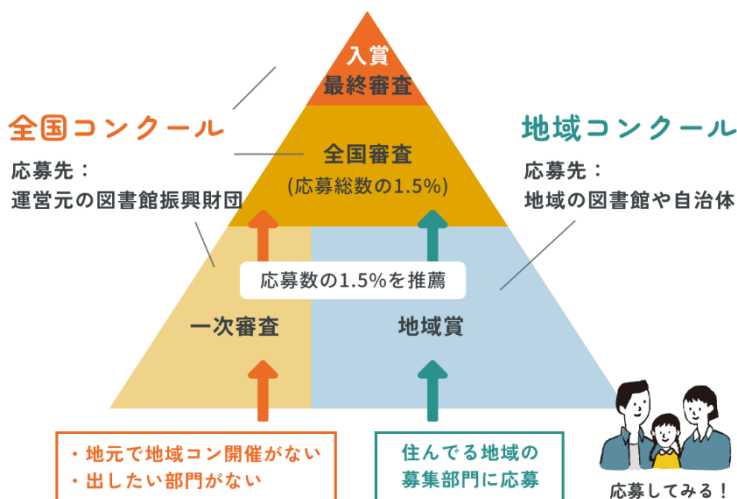 入賞
最終審査
全国コンクール
応募先：
運営元の図書館振興財団
全国審査
(応募総数の1.5%)
地域コンクール
応募先：
地域の図書館や自治体
応募数の1.5%を推薦
一次審査
地域賞
・地元で地域コン開催がない
・出したい部門がない
住んでる地域の
募集部門に応募
応募してみる！